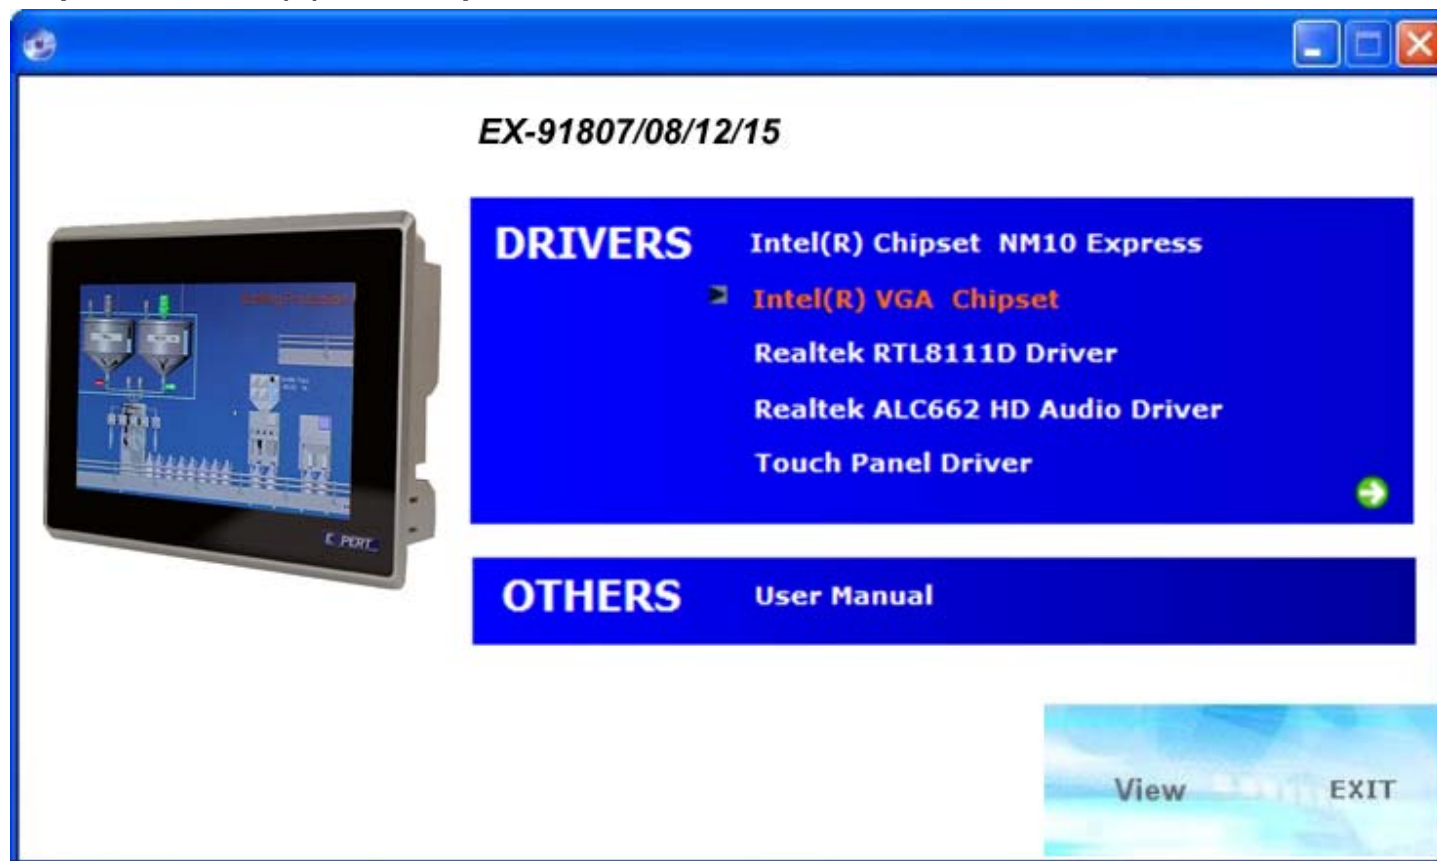 EX-91807/08/12/15
DRIVERS
Intel(R) Chipset NM10 Express
Intel(R) VGA Chipset
Realtek RTL8111D Driver
Realtek ALC662 HD Audio Driver
Touch Panel Driver
OTHERS
User Manual
View
EXIT